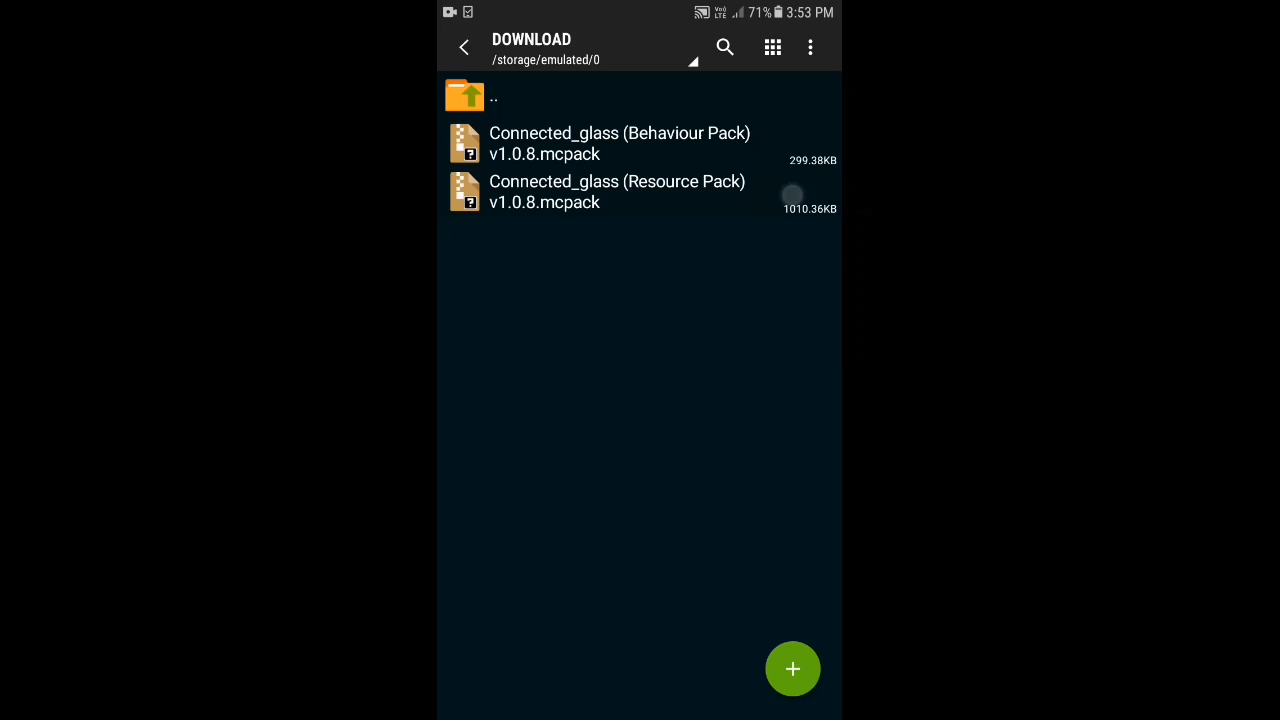 71% 3:53 PM
DOWNLOAD
/storage/emulated/0
..
Connected_glass (Behaviour Pack)
v1.0.8.mcpack
299.38KB
Connected_glass (Resource Pack)
v1.0.8.mcpack
1010.36KB